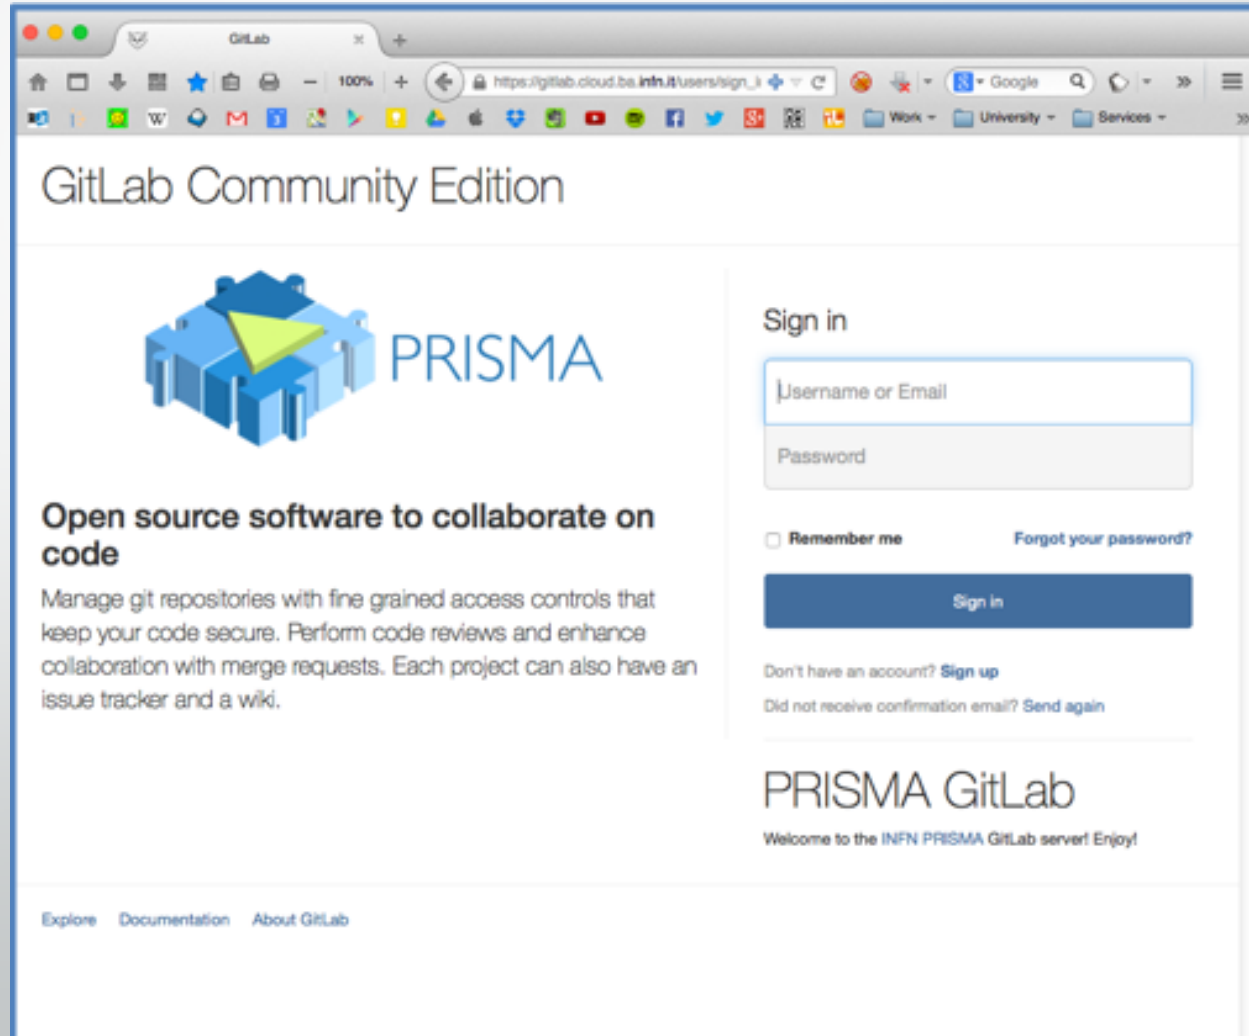 GitLab
100%
https://gitlab.cloud.ba.infn.it/users/sign_i
Google
W
Work
University
Services
GitLab Community Edition
PRISMA
Open source software to collaborate on
code
Manage git repositories with fine grained access controls that
keep your code secure. Perform code reviews and enhance
collaboration with merge requests. Each project can also have an
issue tracker and a wiki.
Sign in
Username or Email
Password
Remember me
Forgot your password?
Sign in
Don't have an account? Sign up
Did not receive confirmation email? Send again
PRISMA GitLab
Welcome to the INFN PRISMA GitLab server! Enjoy!
Explore Documentation About GitLab